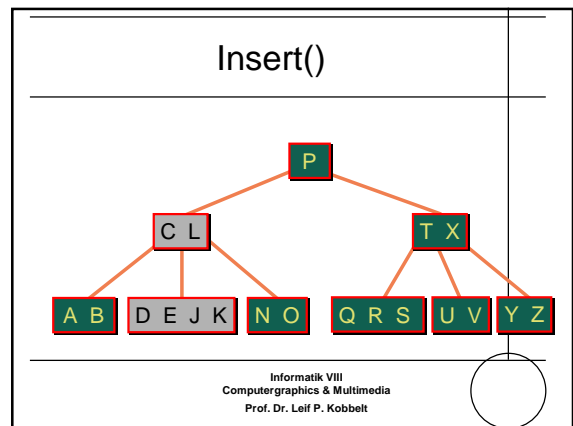 Insert()
P
C L
T X
A B
D E J K
N O
Q R S
U V
Y Z
Informatik VIII
Computergraphics & Multimedia
Prof. Dr. Leif P. Kobbelt